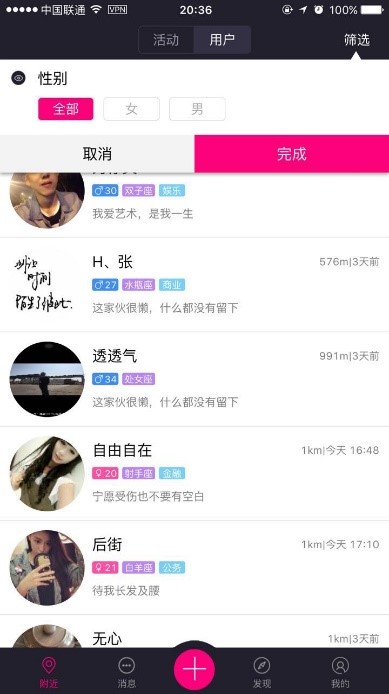 中国联通 VPN 20:36 100%
活动 用户 筛选
性别
全部 女 男
取消 完成
30 双子座 娱乐
我爱艺术，是我一生
H、张 576m|3天前
27 水瓶座 商业
这家伙很懒，什么都没有留下
透透气 991m|3天前
34 处女座
这家伙很懒，什么都没有留下
自由自在 1km|今天 16:48
20 射手座 金融
宁愿受伤也不要有空白
后街 1km|今天 17:10
21 白羊座 公务
待我长发及腰
无心 1km|今天 13:38
附近 消息 发现 我的